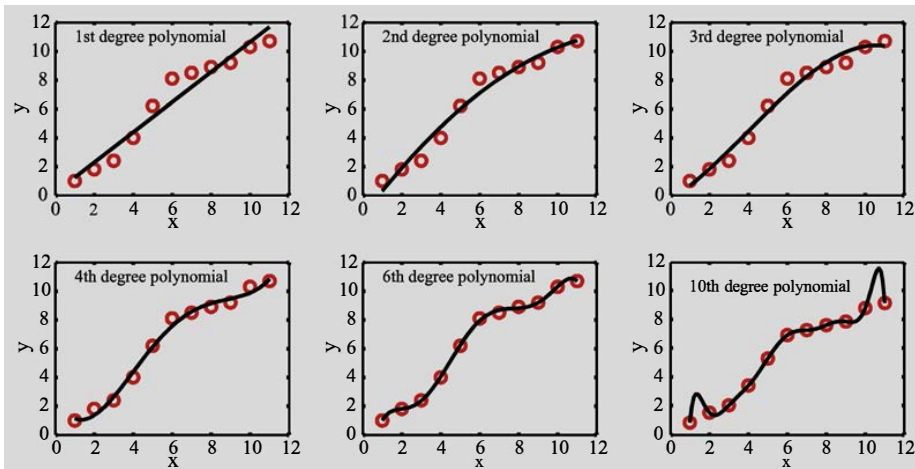 12
10
8
6
4
2
0
y
1st degree polynomial
0 2 4 6 8 10 12
x
12
10
8
6
4
2
0
y
2nd degree polynomial
0 2 4 6 8 10 12
x
12
10
8
6
4
2
0
y
3rd degree polynomial
0 2 4 6 8 10 12
x
12
10
8
6
4
2
0
y
4th degree polynomial
0 2 4 6 8 10 12
x
12
10
8
6
4
2
0
y
6th degree polynomial
0 2 4 6 8 10 12
x
12
10
8
6
4
2
0
y
10th degree polynomial
0 2 4 6 8 10 12
x